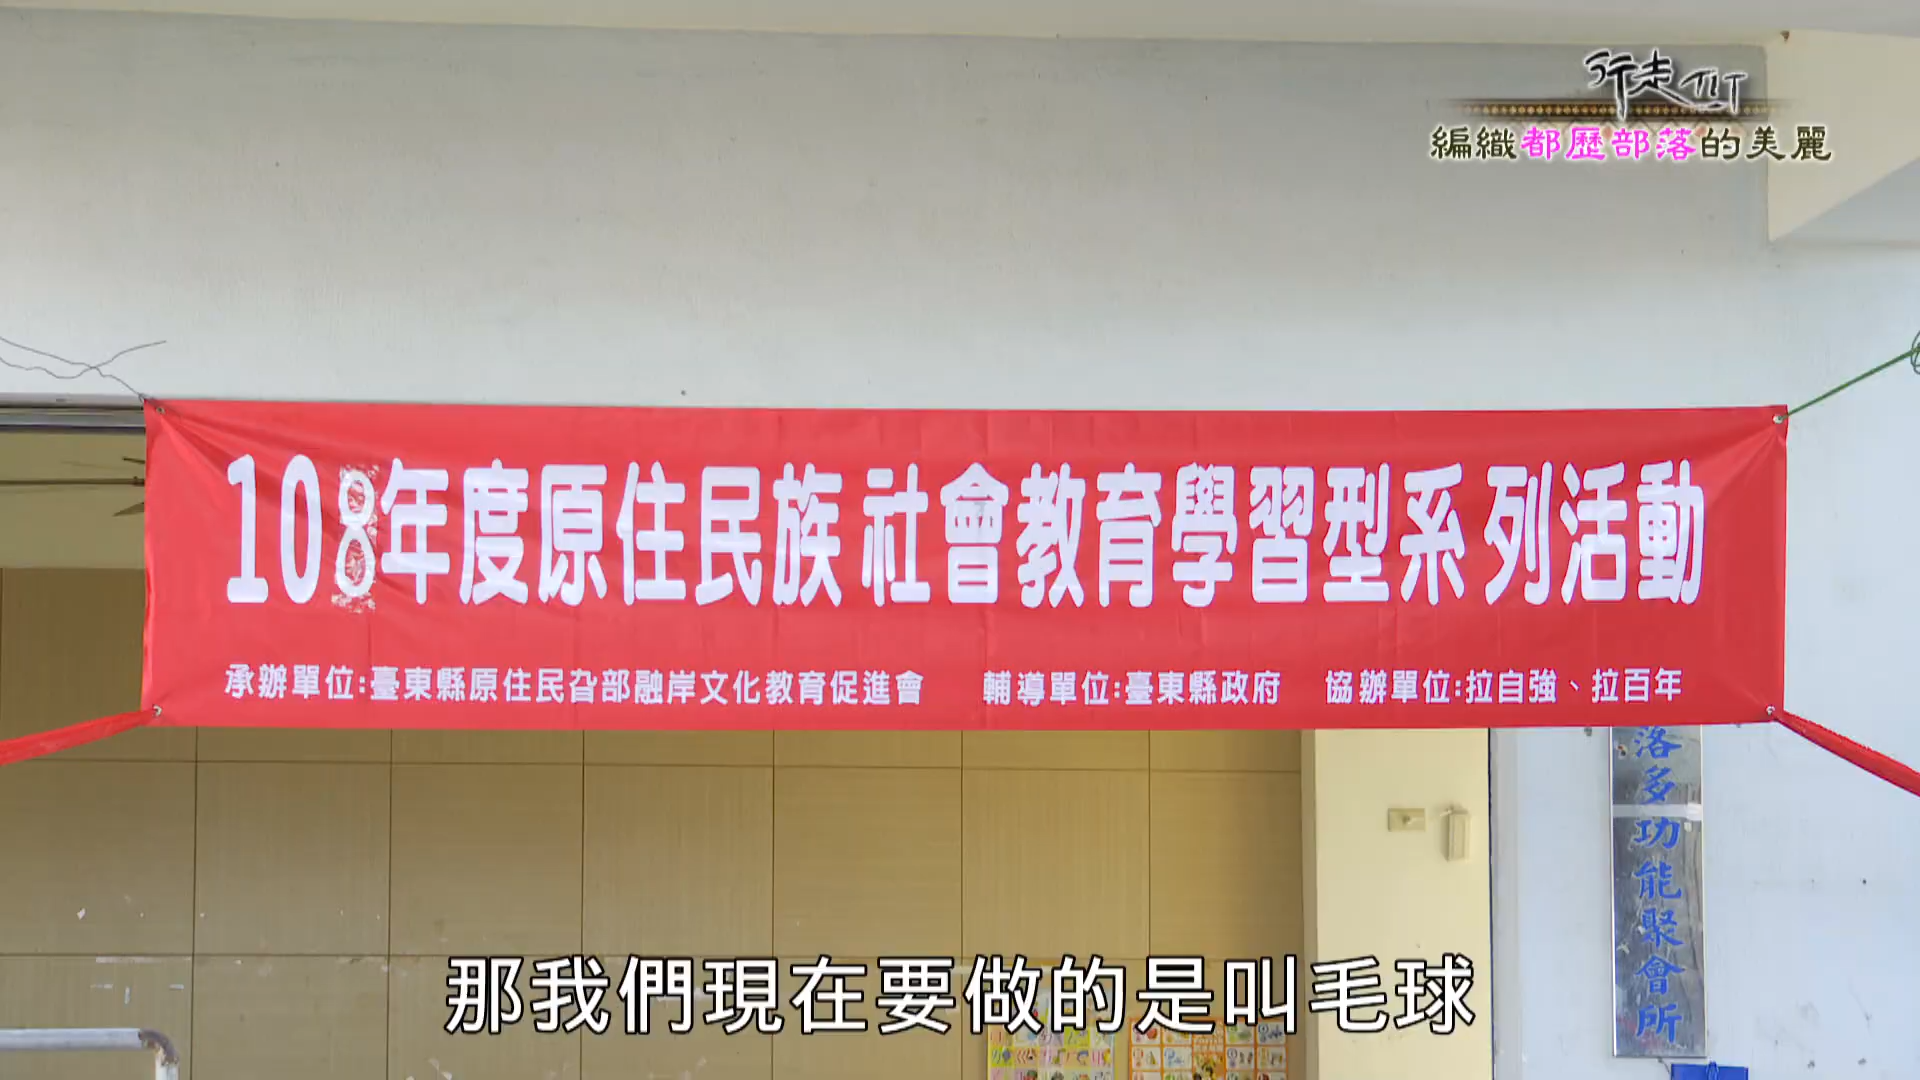 行走TIT
編織都歷部落的美麗
108年度原住民族社會教育學習型系列活動
承辦單位:臺東縣原住民旮部融岸文化教育促進會 輔導單位:臺東縣政府 協辦單位:拉自強、拉百年
落多功能聚會所
那我們現在要做的是叫毛球